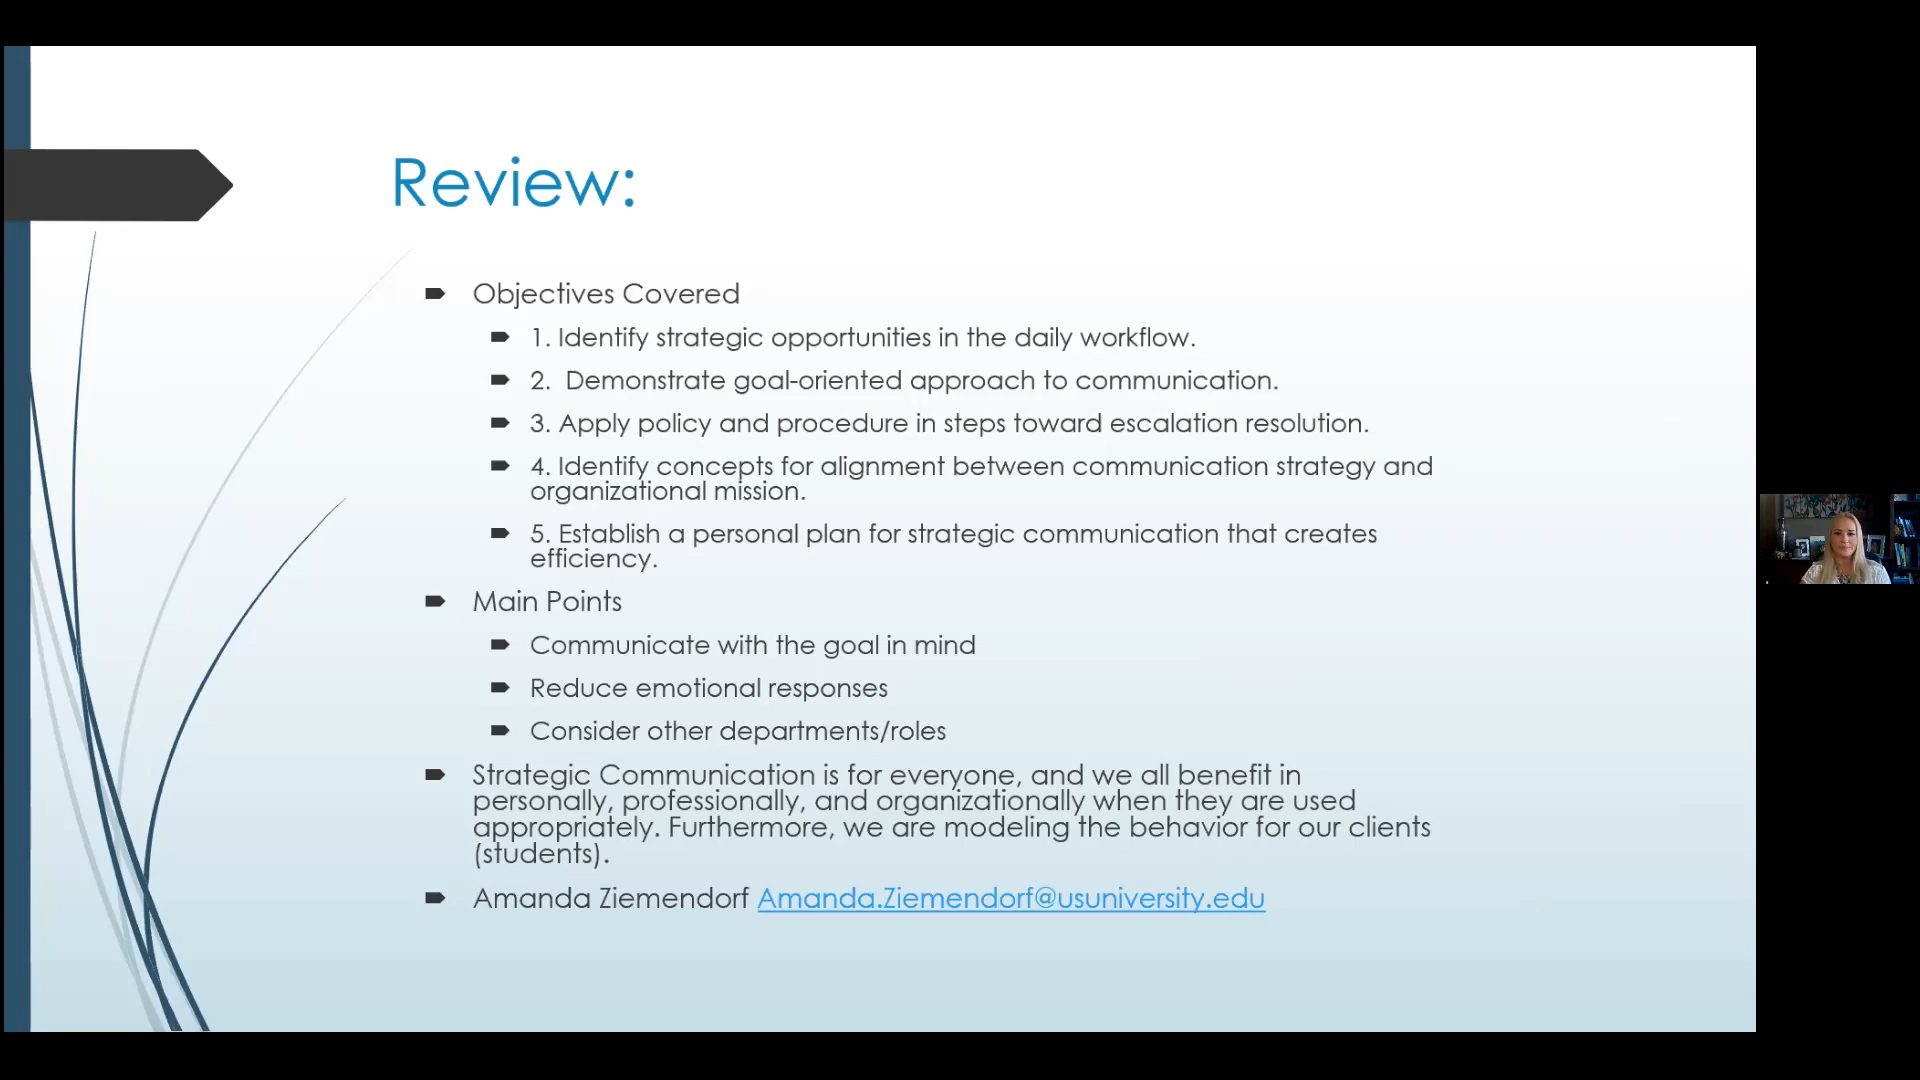 Review:
Objectives Covered
1. Identify strategic opportunities in the daily workflow.
2. Demonstrate goal-oriented approach to communication.
3. Apply policy and procedure in steps toward escalation resolution.
4. Identify concepts for alignment between communication strategy and
organizational mission.
5. Establish a personal plan for strategic communication that creates
efficiency.
Main Points
Communicate with the goal in mind
Reduce emotional responses
Consider other departments/roles
Strategic Communication is for everyone, and we all benefit in
personally, professionally, and organizationally when they are used
appropriately. Furthermore, we are modeling the behavior for our clients
(students).
Amanda Ziemendorf Amanda.Ziemendorf@usuniversity.edu